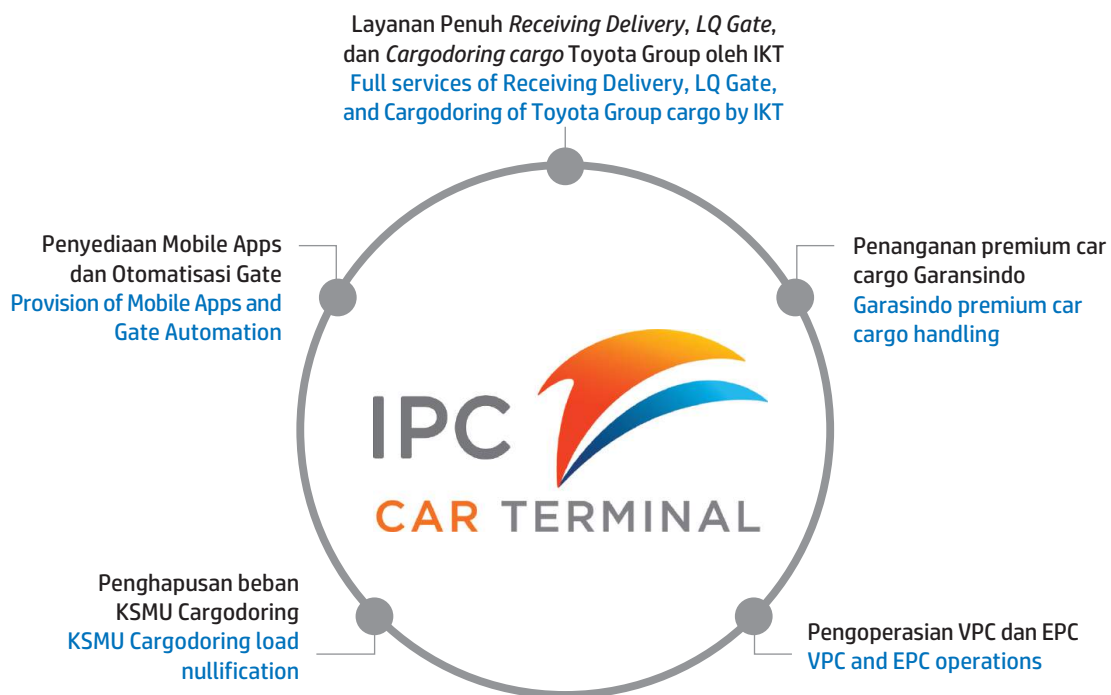 Layanan Penuh Receiving Delivery, LQ Gate,
dan Cargodoring cargo Toyota Group oleh IKT
Full services of Receiving Delivery, LQ Gate,
and Cargodoring of Toyota Group cargo by IKT
Penyediaan Mobile Apps
dan Otomatisasi Gate
Provision of Mobile Apps and
Gate Automation
Penanganan premium car
cargo Garansindo
Garasindo premium car
cargo handling
IPC
CAR TERMINAL
Penghapusan beban
KSMU Cargodoring
KSMU Cargodoring load
nullification
Pengoperasian VPC dan EPC
VPC and EPC operations